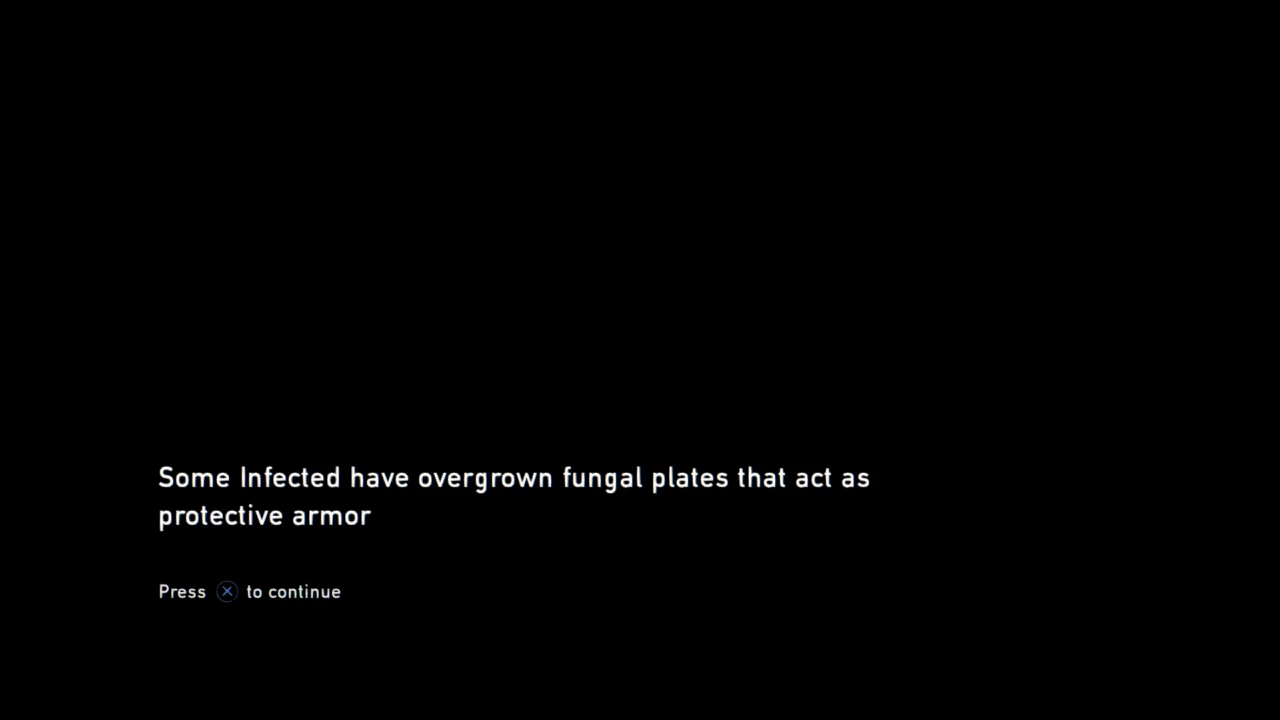 Some Infected have overgrown fungal plates that act as
protective armor
Press ⓧ to continue